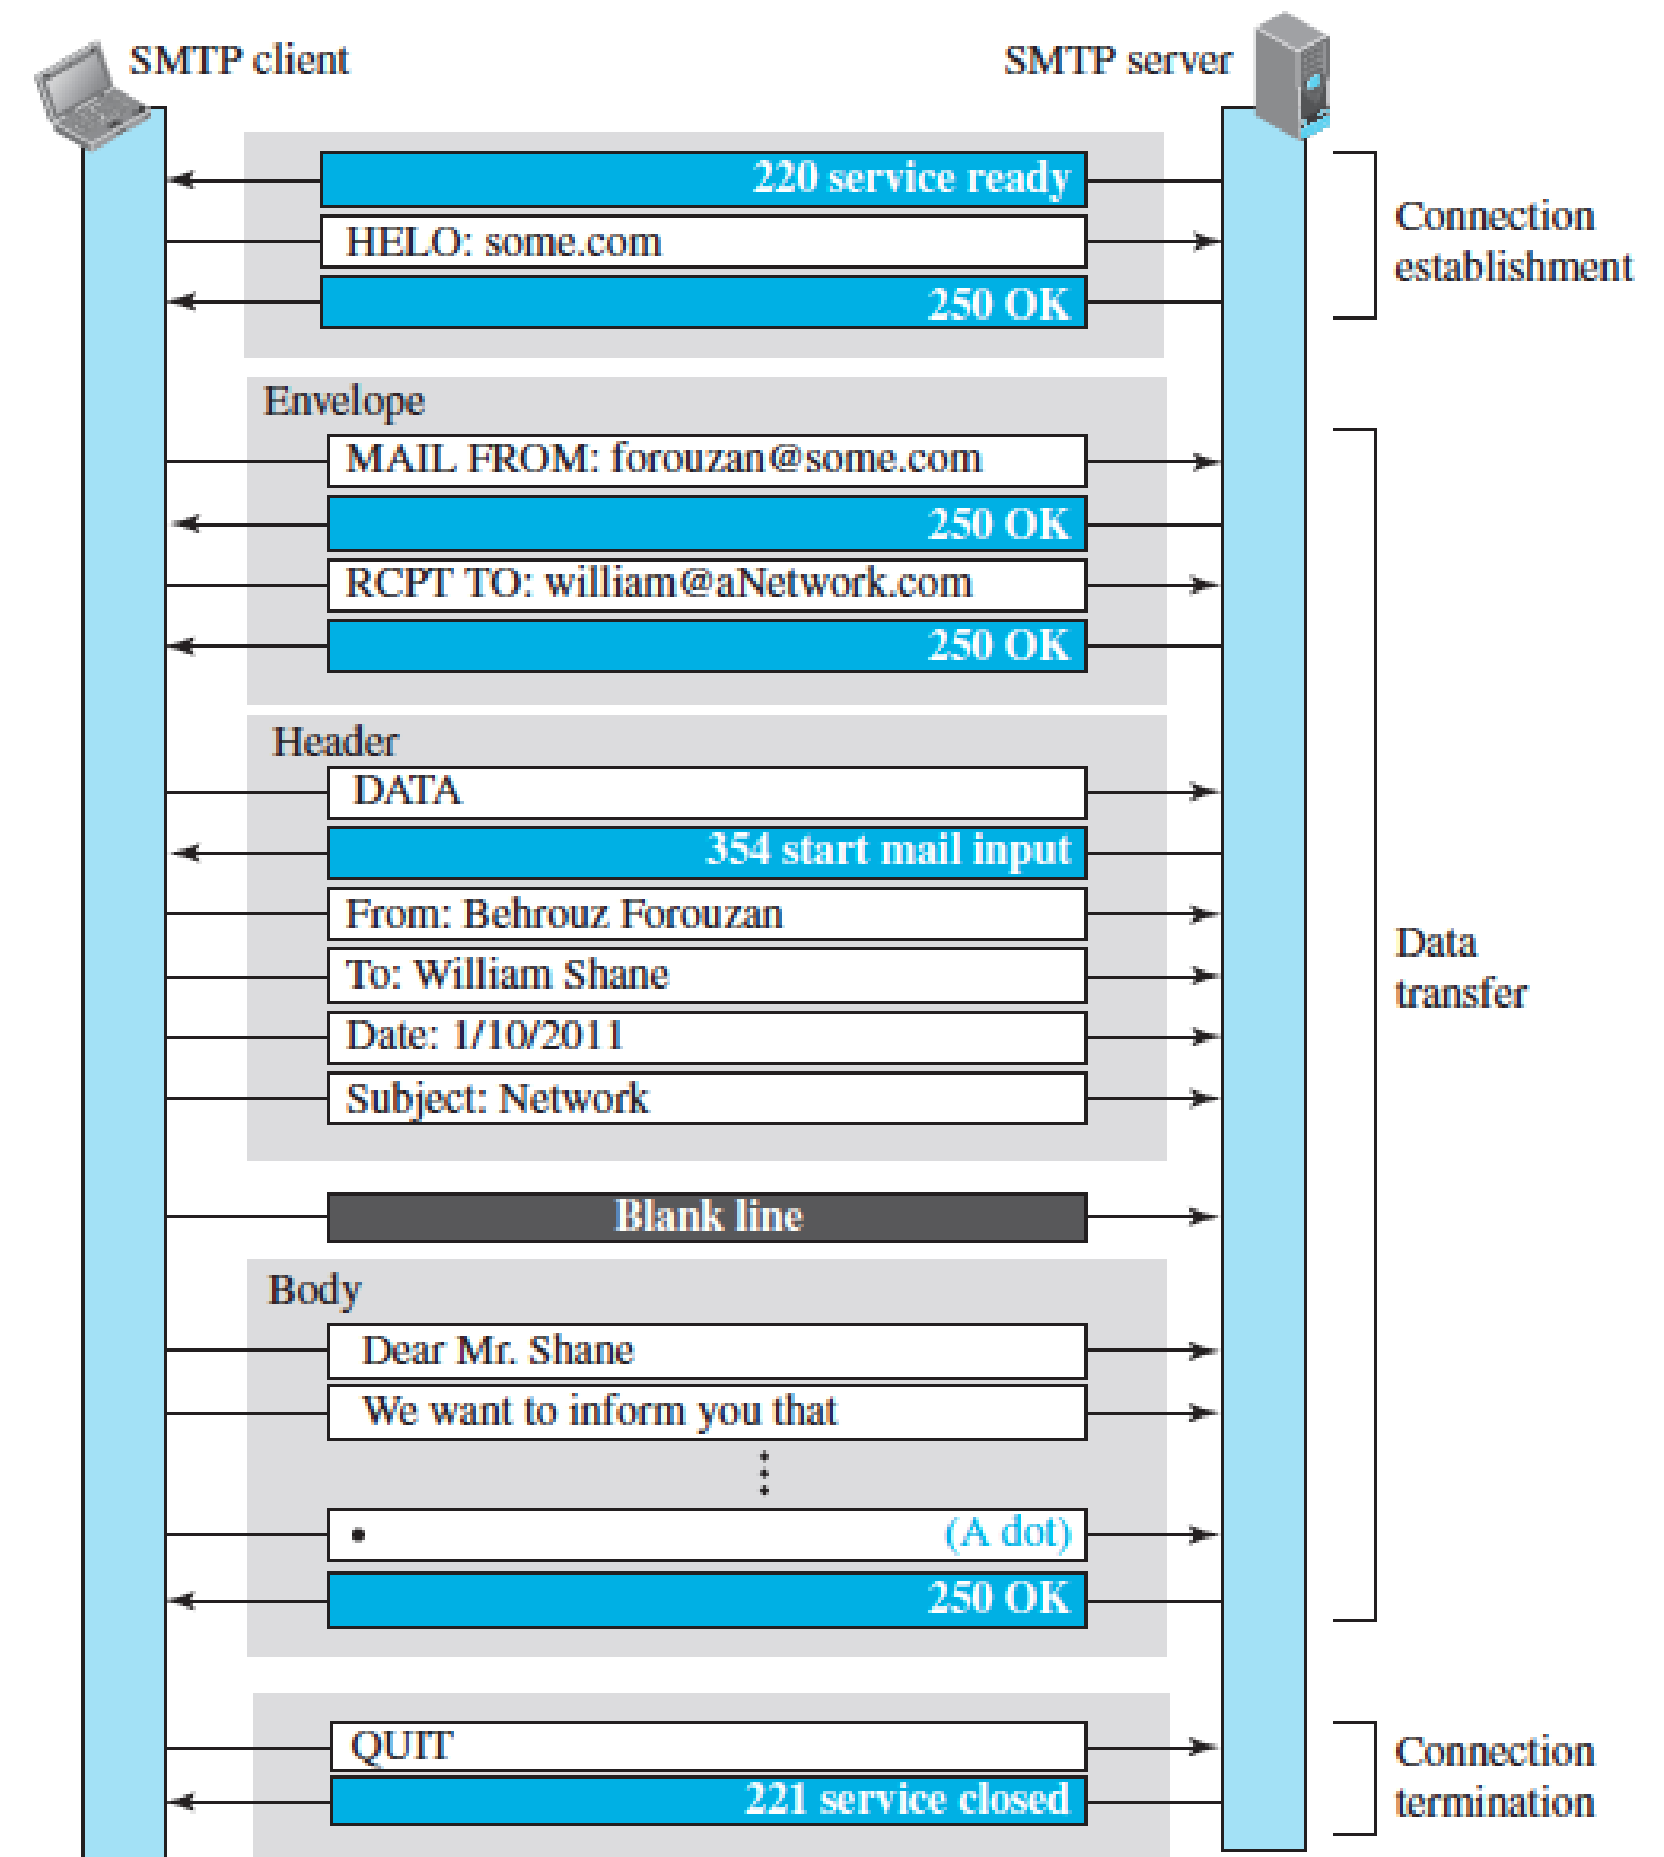 SMTP client
SMTP server
220 service ready
HELO: some.com
250 OK
Connection
establishment
Envelope
MAIL FROM: forouzan@some.com
250 OK
RCPT TO: william@aNetwork.com
250 OK
Header
DATA
354 start mail input
From: Behrouz Forouzan
To: William Shane
Date: 1/10/2011
Subject: Network
Data
transfer
Blank line
Body
Dear Mr. Shane
We want to inform you that
(A dot)
250 OK
QUIT
221 service closed
Connection
termination